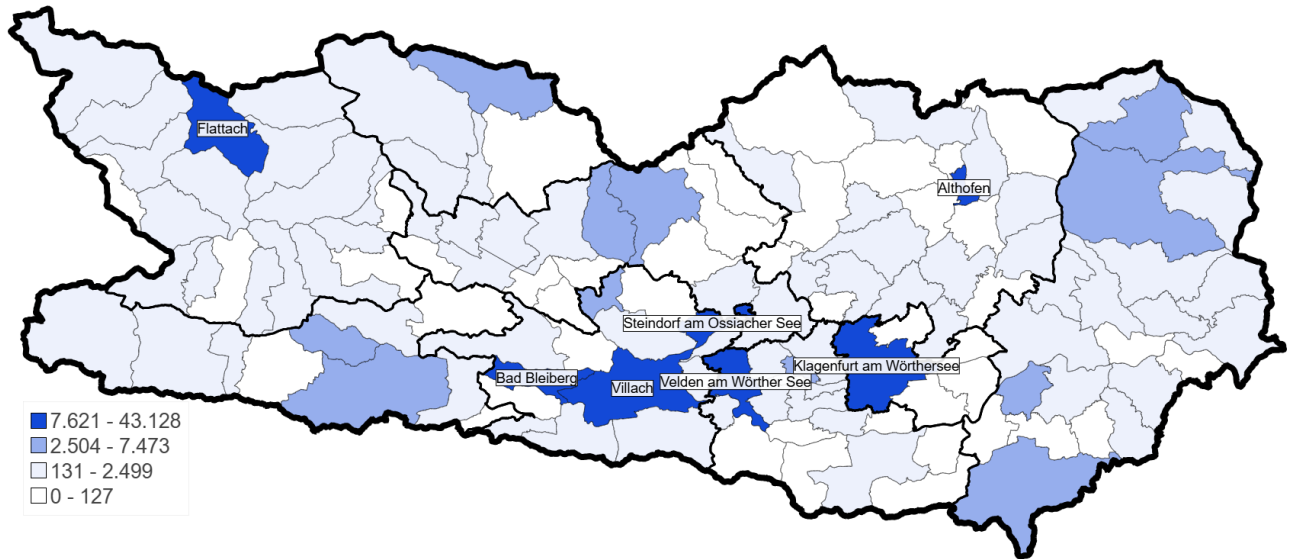 Flattach
Althofen
Steindorf am Ossiacher See
Klagenfurt am Wörthersee
Bad Bleiberg
Villach
Velden am Wörther See
7.621 - 43.128
2.504 - 7.473
131 - 2.499
0 - 127